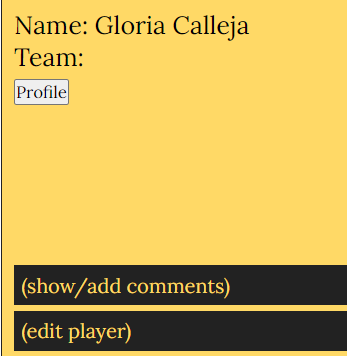 Name: Gloria Calleja
Team:
Profile
(show/add comments)
(edit player)